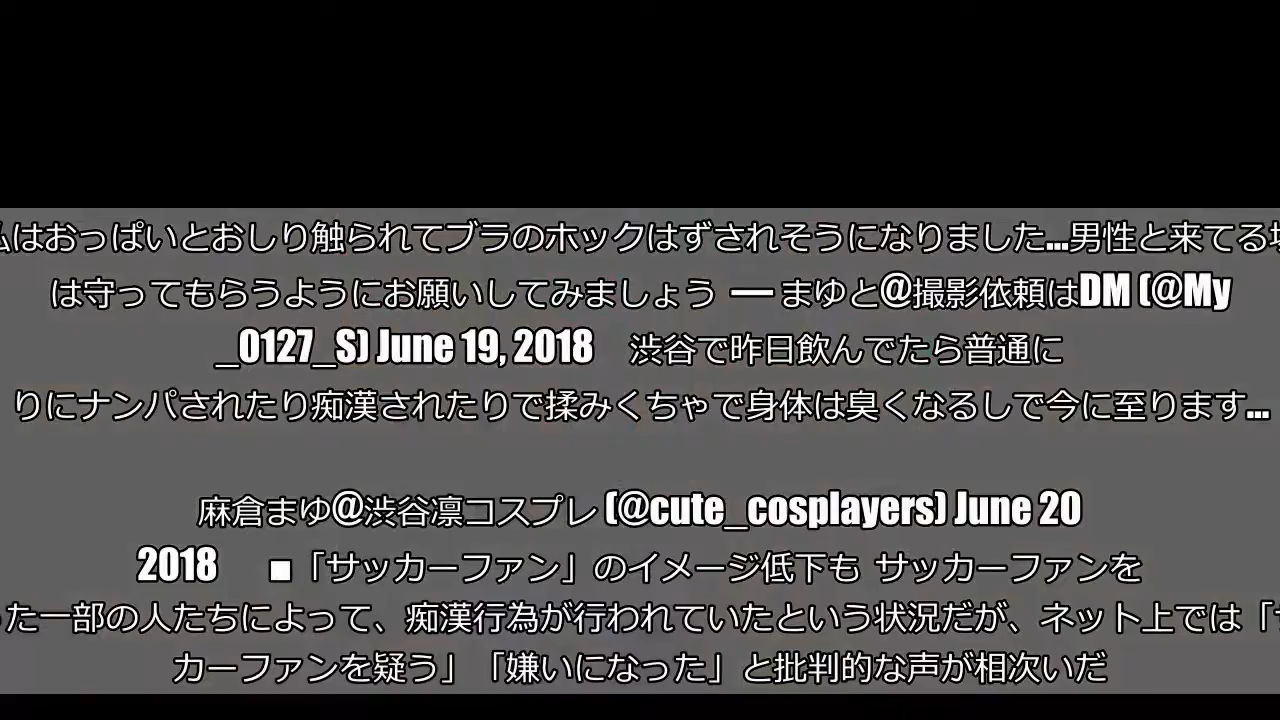 はおっぱいとおしり触られてブラのホックはずされそうになりました...男性と来てる
は守ってもらうようにお願いしてみましょう — まゆと@撮影依頼はDM (@My
_0127_S) June 19, 2018 渋谷で昨日飲んでたら普通に
りにナンパされたり痴漢されたりで揉みくちゃで身体は臭くなるしで今に至ります...
麻倉まゆ@渋谷凛コスプレ (@cute_cosplayers) June 20
2018 ■「サッカーファン」のイメージ低下も サッカーファンを
た一部の人たちによって、痴漢行為が行われていたという状況だが、ネット上では「
カーファンを疑う」「嫌いになった」と批判的な声が相次いだ